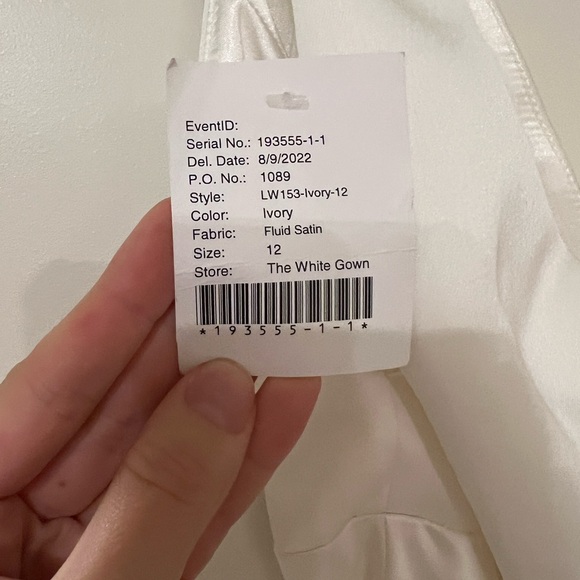 EventID:
Serial No.: 193555-1-1
Del. Date: 8/9/2022
P.O. No.: 1089
Style: LW153-Ivory-12
Color: Ivory
Fabric: Fluid Satin
Size: 12
Store: The White Gown
*193555-1-1*